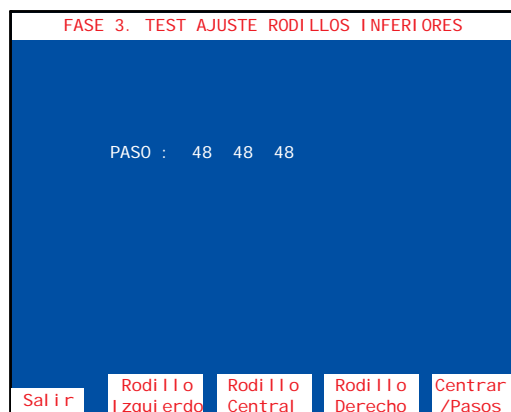 FASE 3. TEST AJUSTE RODILLOS INFERIORES
PASO : 48 48 48
Salir
Rodillo
Izquierdo
Rodillo
Central
Rodillo
Derecho
Centrar
/Pasos